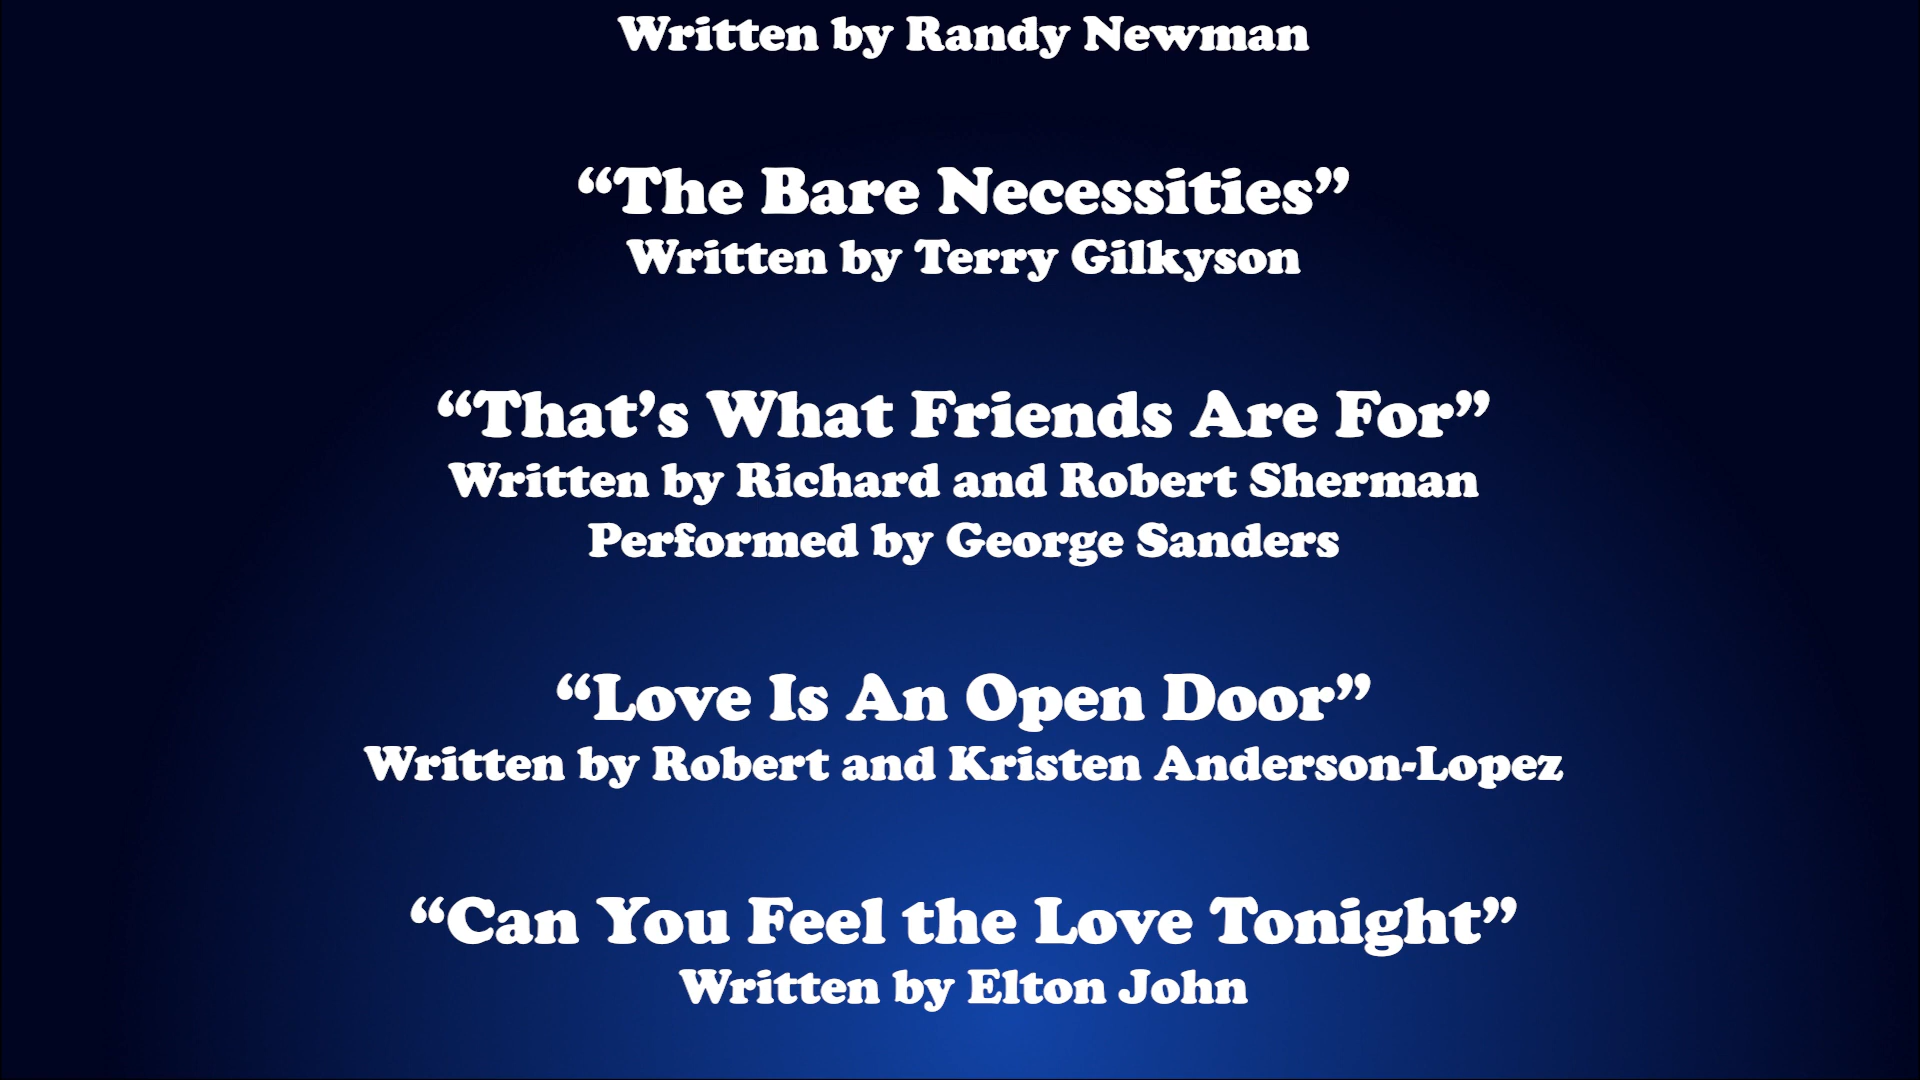 Written by Randy Newman
“The Bare Necessities”
Written by Terry Gilkyson
“That’s What Friends Are For”
Written by Richard and Robert Sherman
Performed by George Sanders
“Love Is An Open Door”
Written by Robert and Kristen Anderson-Lopez
“Can You Feel the Love Tonight”
Written by Elton John